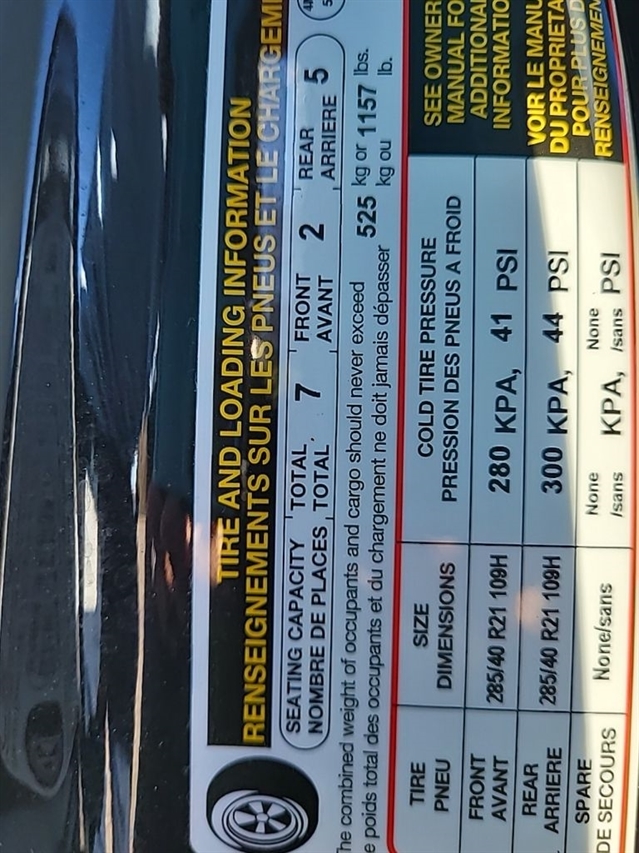 TIRE AND LOADING INFORMATION
RENSEIGNEMENTS SUR LES PNEUS ET LE CHARGEM
SEATING CAPACITY TOTAL 7 FRONT 2 REAR 5
NOMBRE DE PLACES TOTAL AVANT ARRIERE
The combined weight of occupants and cargo should never exceed 525 kg or 1157 lbs.
e poids total des occupants et du chargement ne doit jamais dépasser kg ou lb.
TIRE SIZE COLD TIRE PRESSURE
PNEU DIMENSIONS PRESSION DES PNEUS A FROID
FRONT
AVANT 285/40 R21 109H 280 KPA, 41 PSI
REAR
ARRIERE 285/40 R21 109H 300 KPA, 44 PSI
SPARE
DE SECOURS None/sans None /sans KPA, None /sans PSI
SEE OWNER
MANUAL FO
ADDITIONA
INFORMATIO
VOIR LE MANU
DU PROPRIETA
POUR PLUS D
RENSEIGNEMEN